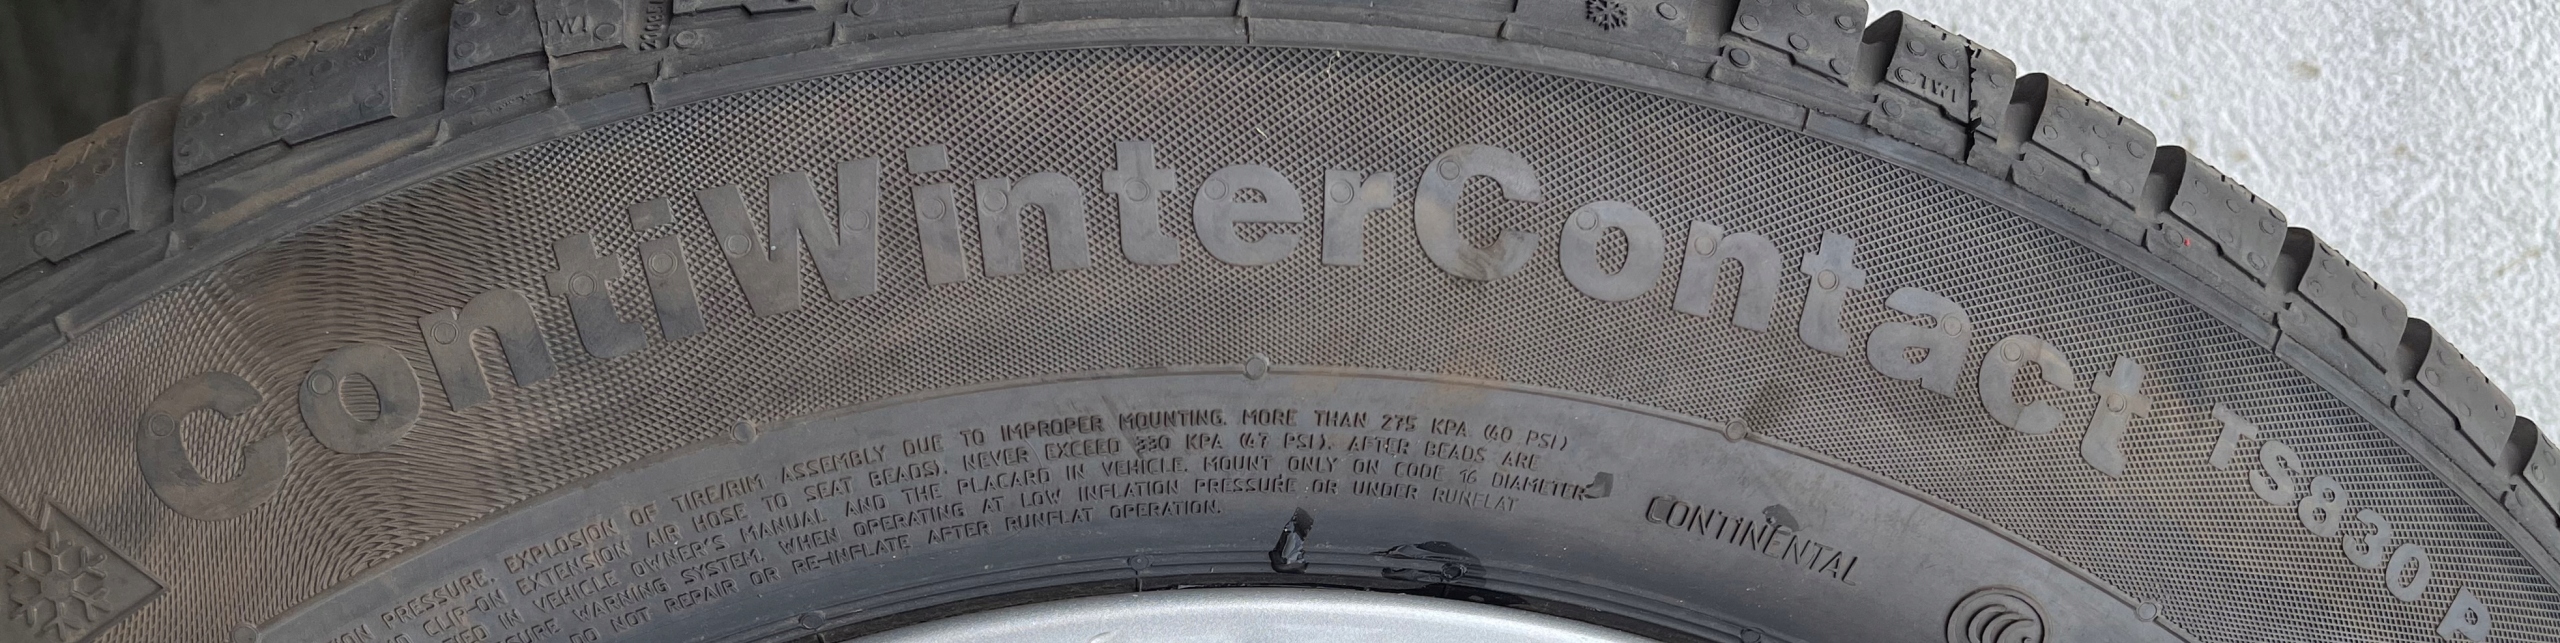 TWI
TWI
ContiWinterContact TS830 P
TIRE/RIM ASSEMBLY DUE TO IMPROPER MOUNTING. MORE THAN 275 KPA (40 PSI)
PRESSURE. EXPLOSION OF
CLIP-ON EXTENSION AIR HOSE TO SEAT BEADS). NEVER EXCEED 330 KPA (47 PSI). AFTER BEADS ARE
IN VEHICLE OWNER'S MANUAL AND THE PLACARD IN VEHICLE. MOUNT ONLY ON CODE 16 DIAMETER
WARNING SYSTEM. WHEN OPERATING AT LOW INFLATION PRESSURE OR UNDER RUNFLAT
DO NOT REPAIR OR RE-INFLATE AFTER RUNFLAT OPERATION.
CONTINENTAL